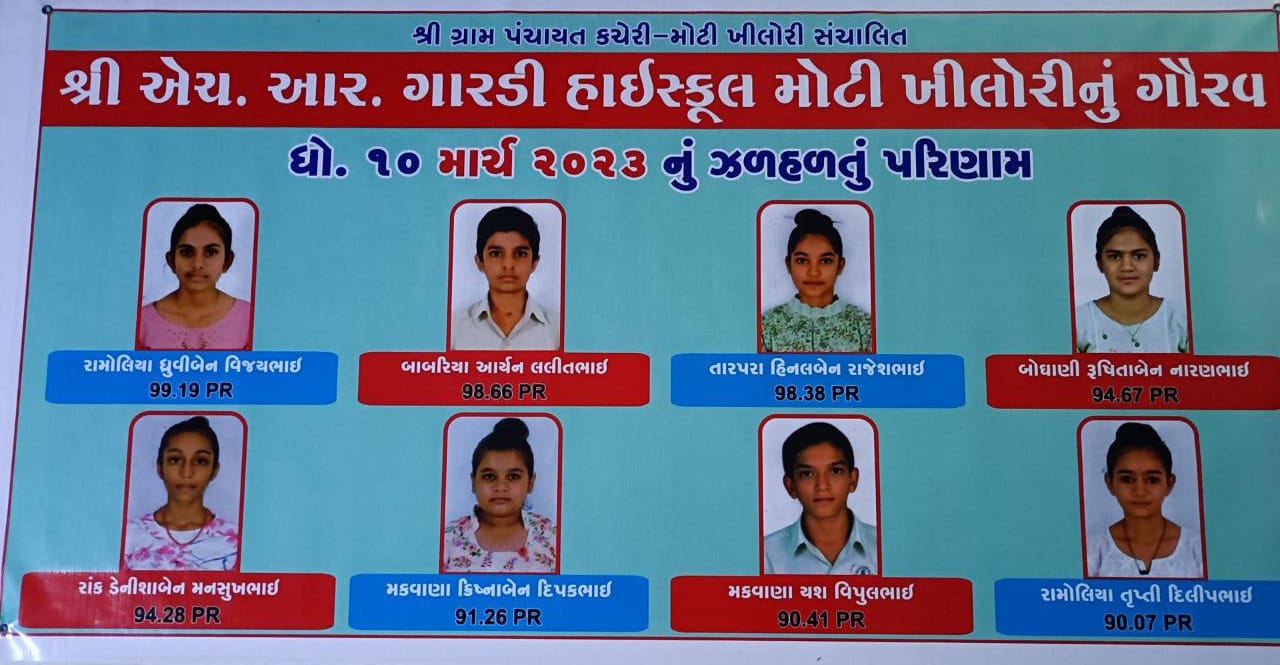 શ્રી ગ્રામ પંચાયત કચેરી-મોટી ખીલોરી સંચાલિત
શ્રી એચ. આર. ગારડી હાઇસ્કૂલ મોટી ખીલોરીનું ગૌરવ
ધો. ૧૦ માર્ચ ૨૦૨૩ નું ઝળહળતું પરિણામ
રામોલિયા ધ્રુવીબેન વિજયભાઇ
99.19 PR
બાબરિયા આર્યન લલીતભાઇ
98.66 PR
તારપરા હિનલબેન રાજેશભાઇ
98.38 PR
બોઘાણી રૂષિતાબેન નારણભાઇ
94.67 PR
રાંક ડેનીશાબેન મનસુખભાઇ
94.28 PR
મકવાણા ક્રિષ્નાબેન દિપકભાઇ
91.26 PR
મકવાણા યશ વિપુલભાઇ
90.41 PR
રામોલિયા તૃપ્તી દિલીપભાઇ
90.07 PR